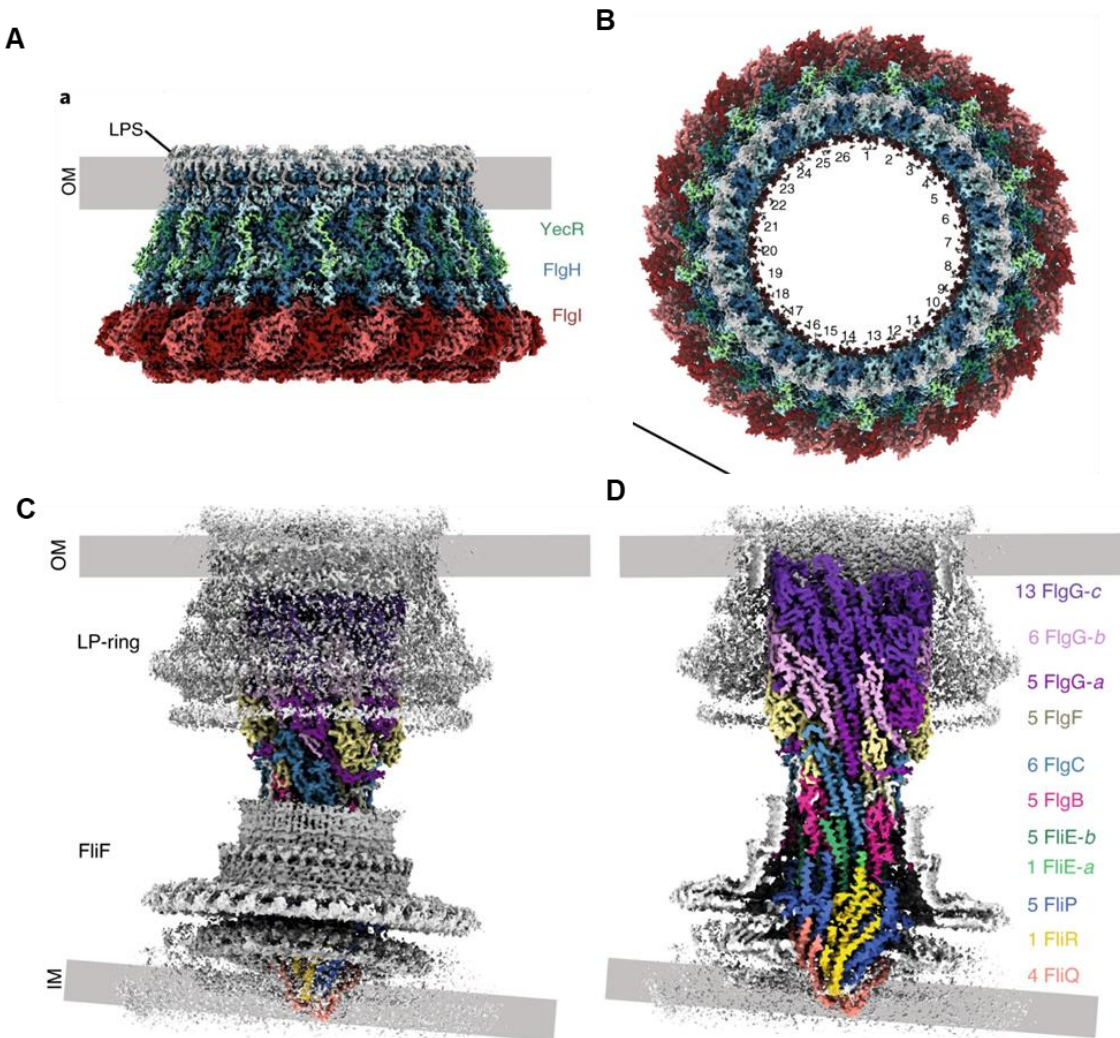 A
a
LPS
OM
YecR
FlgH
FlgI
B
1
2
3
4
5
6
7
8
9
10
11
12
13
14
15
16
17
18
19
20
21
22
23
24
25
26
C
OM
LP-ring
FliF
IM
D
13 FlgG-c
6 FlgG-b
5 FlgG-a
5 FlgF
6 FlgC
5 FlgB
5 FliE-b
1 FliE-a
5 FliP
1 FliR
4 FliQ